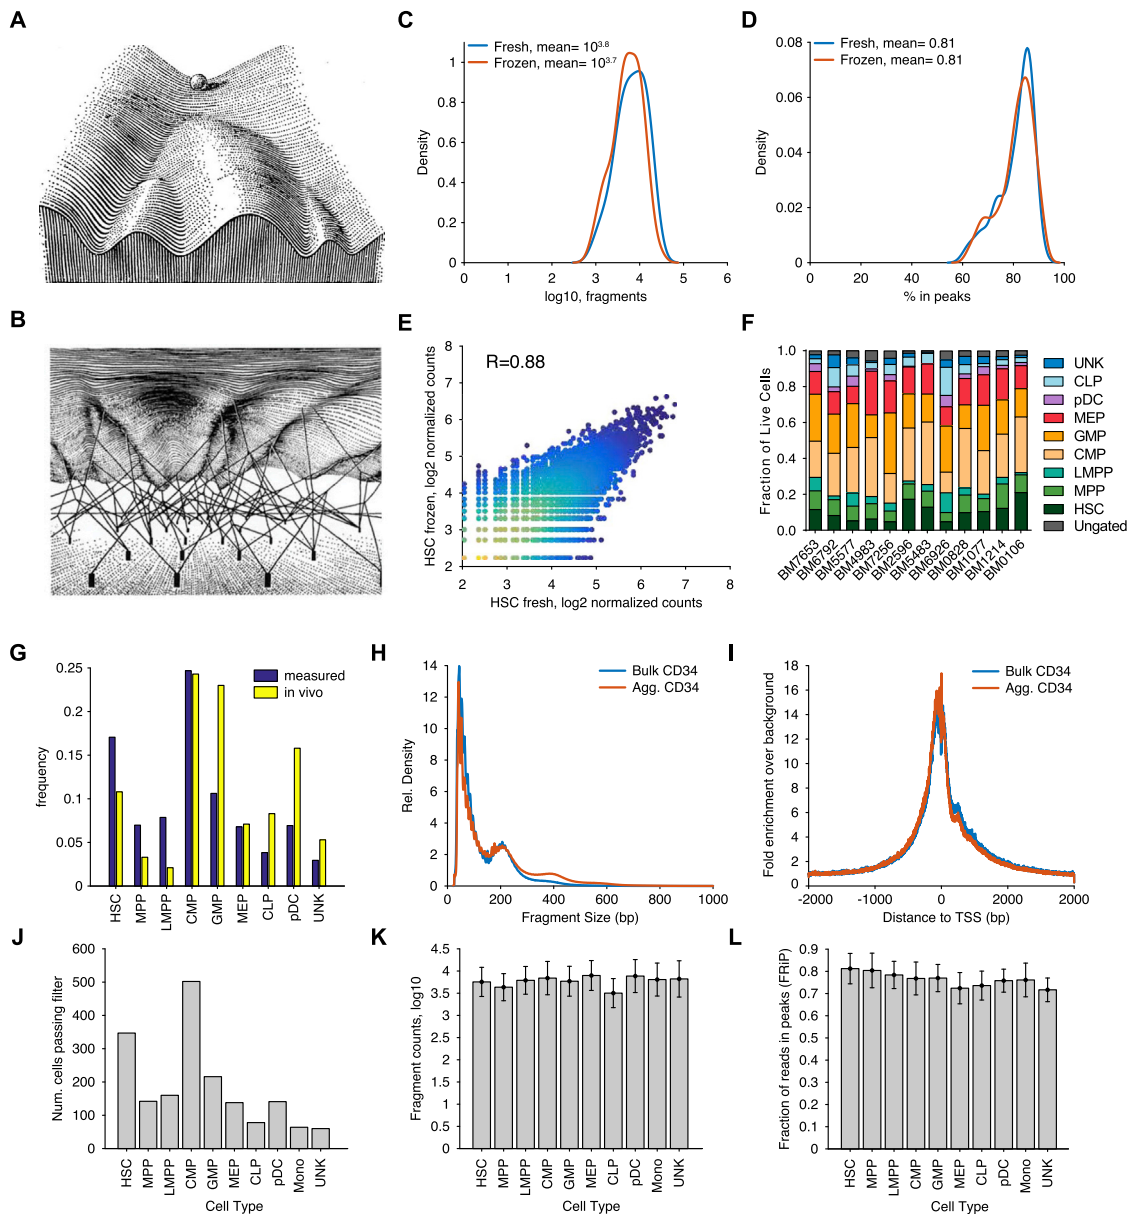 A
B
C
Fresh, mean= 10^3.8
Frozen, mean= 10^3.7
Density
1
0.8
0.6
0.4
0.2
0
0 1 2 3 4 5 6
log10, fragments
D
Fresh, mean= 0.81
Frozen, mean= 0.81
Density
0.08
0.06
0.04
0.02
0
0 20 40 60 80 100
% in peaks
E
R=0.88
HSC frozen, log2 normalized counts
8
7
6
5
4
3
2
2 3 4 5 6 7 8
HSC fresh, log2 normalized counts
F
Fraction of Live Cells
1.0
0.8
0.6
0.4
0.2
0.0
BM7653
BM6792
BM5577
BM4983
BM7256
BM2596
BM5483
BM6926
BM0828
BM1077
BM1214
BM0106
UNK
CLP
pDC
MEP
GMP
CMP
LMPP
MPP
HSC
Ungated
G
measured
in vivo
frequency
0.25
0.2
0.15
0.1
0.05
0
HSC
MPP
LMPP
CMP
GMP
MEP
CLP
pDC
UNK
H
Bulk CD34
Agg. CD34
Rel. Density
14
12
10
8
6
4
2
0
0 200 400 600 800 1000
Fragment Size (bp)
I
Bulk CD34
Agg. CD34
Fold enrichment over background
18
16
14
12
10
8
6
4
2
0
-2000 -1000 0 1000 2000 2000
Distance to TSS (bp)
J
Num. cells passing filter
600
500
400
300
200
100
0
HSC
MPP
LMPP
CMP
GMP
MEP
CLP
pDC
Mono
UNK
Cell Type
K
Fragment counts, log10
4.5
4
3.5
3
2.5
2
1.5
1
0.5
0
HSC
MPP
LMPP
CMP
GMP
MEP
CLP
pDC
Mono
UNK
Cell Type
L
Fraction of reads in peaks (FRiP)
0.9
0.8
0.7
0.6
0.5
0.4
0.3
0.2
0.1
0
HSC
MPP
LMPP
CMP
GMP
MEP
CLP
pDC
Mono
UNK
Cell Type